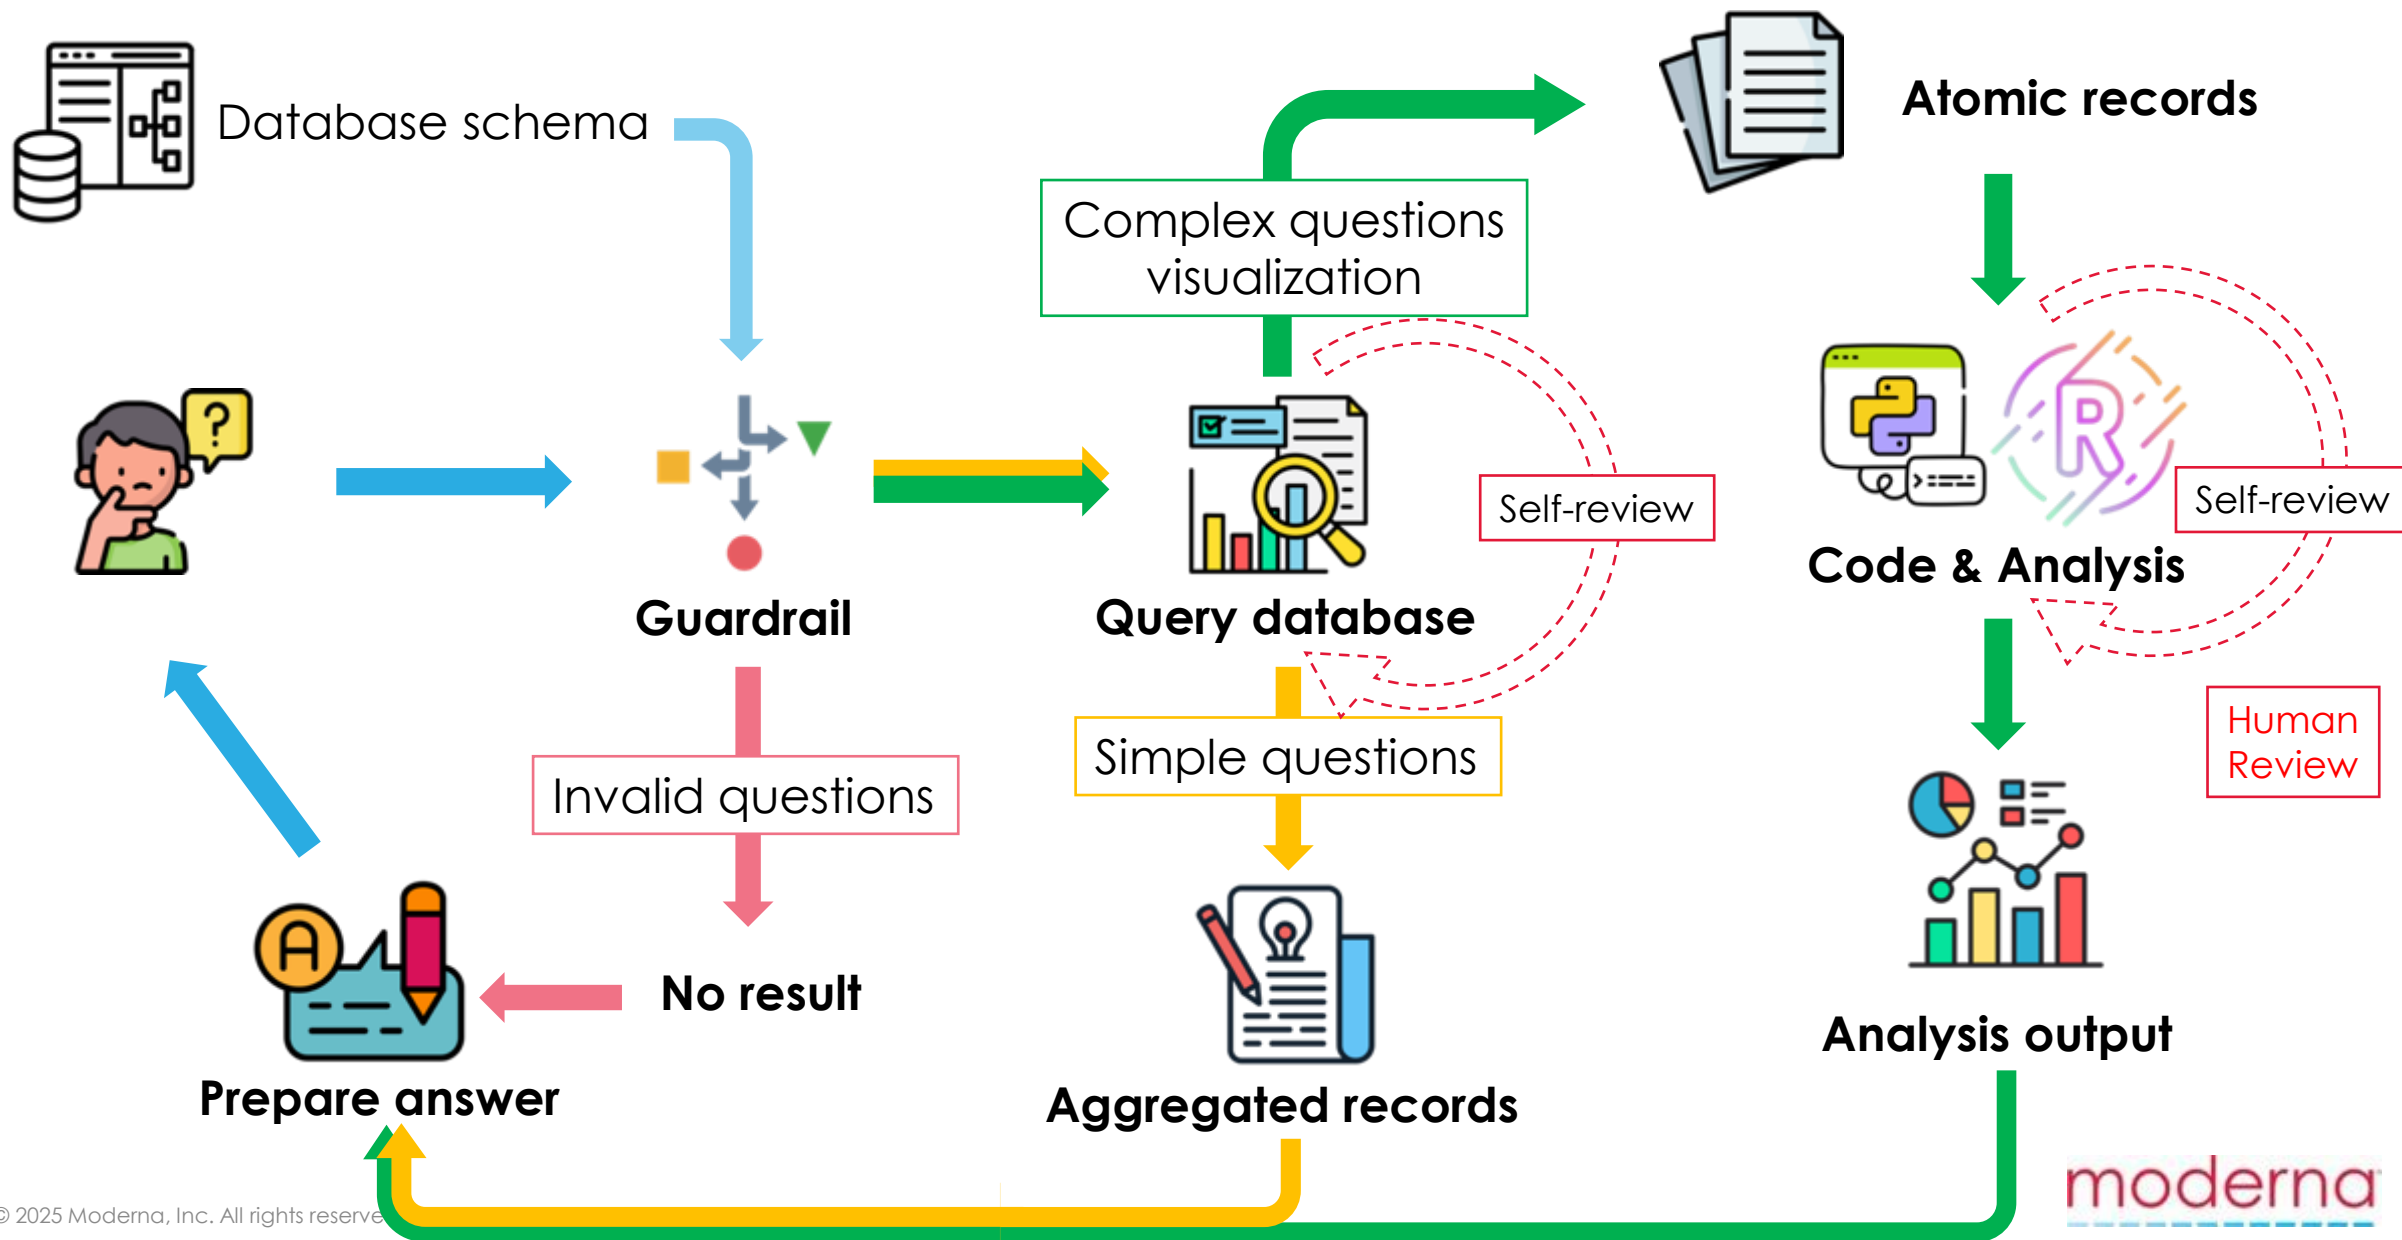 Database schema
Atomic records
Complex questions
visualization
?
Self-review
R
Self-review
Code & Analysis
Guardrail
Query database
Human
Review
Simple questions
Invalid questions
A
No result
Analysis output
Prepare answer
Aggregated records
moderna
© 2025 Moderna, Inc. All rights reserve